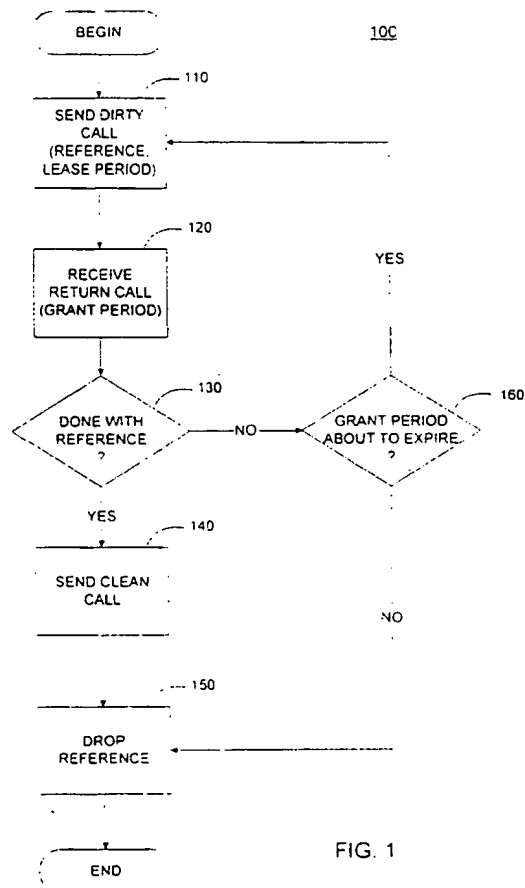 BEGIN
10C
110
SEND DIRTY
CALL
(REFERENCE,
LEASE PERIOD)
120
RECEIVE
RETURN CALL
(GRANT PERIOD)
YES
130
DONE WITH
REFERENCE
?
NO
160
GRANT PERIOD
ABOUT TO EXPIRE
?
YES
140
SEND CLEAN
CALL
NO
150
DROP
REFERENCE
END
FIG. 1